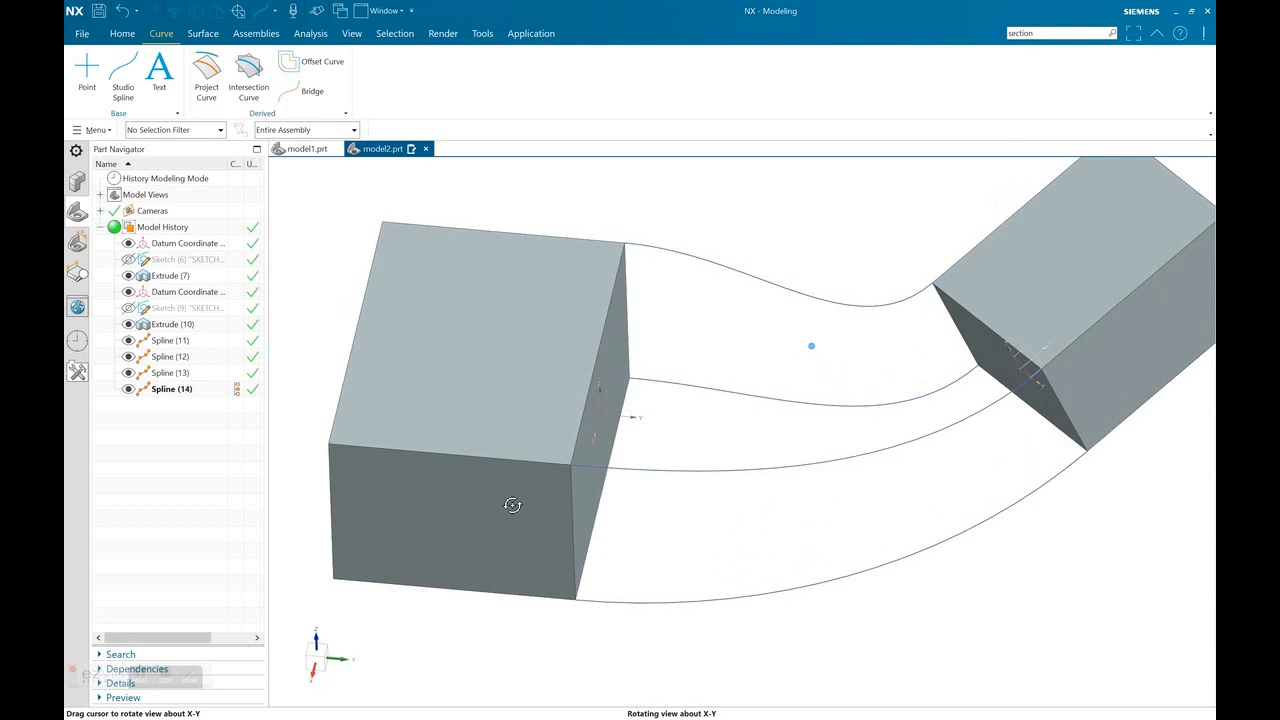 NX
Window
NX - Modeling
SIEMENS
File
Home
Curve
Surface
Assemblies
Analysis
View
Selection
Render
Tools
Application
section
Point
Studio
Spline
Text
Project
Curve
Intersection
Curve
Offset Curve
Bridge
Base
Derived
Menu
No Selection Filter
Entire Assembly
Part Navigator
model1.prt
model2.prt
Name
C...
U...
History Modeling Mode
Model Views
Cameras
Model History
Datum Coordinate ...
Sketch (6) "SKETCH...
Extrude (7)
Datum Coordinate ...
Sketch (9) "SKETCH...
Extrude (10)
Spline (11)
Spline (12)
Spline (13)
Spline (14)
Y
Z
Y
X
Search
Dependencies
Details
Preview
Drag cursor to rotate view about X-Y
Rotating view about X-Y